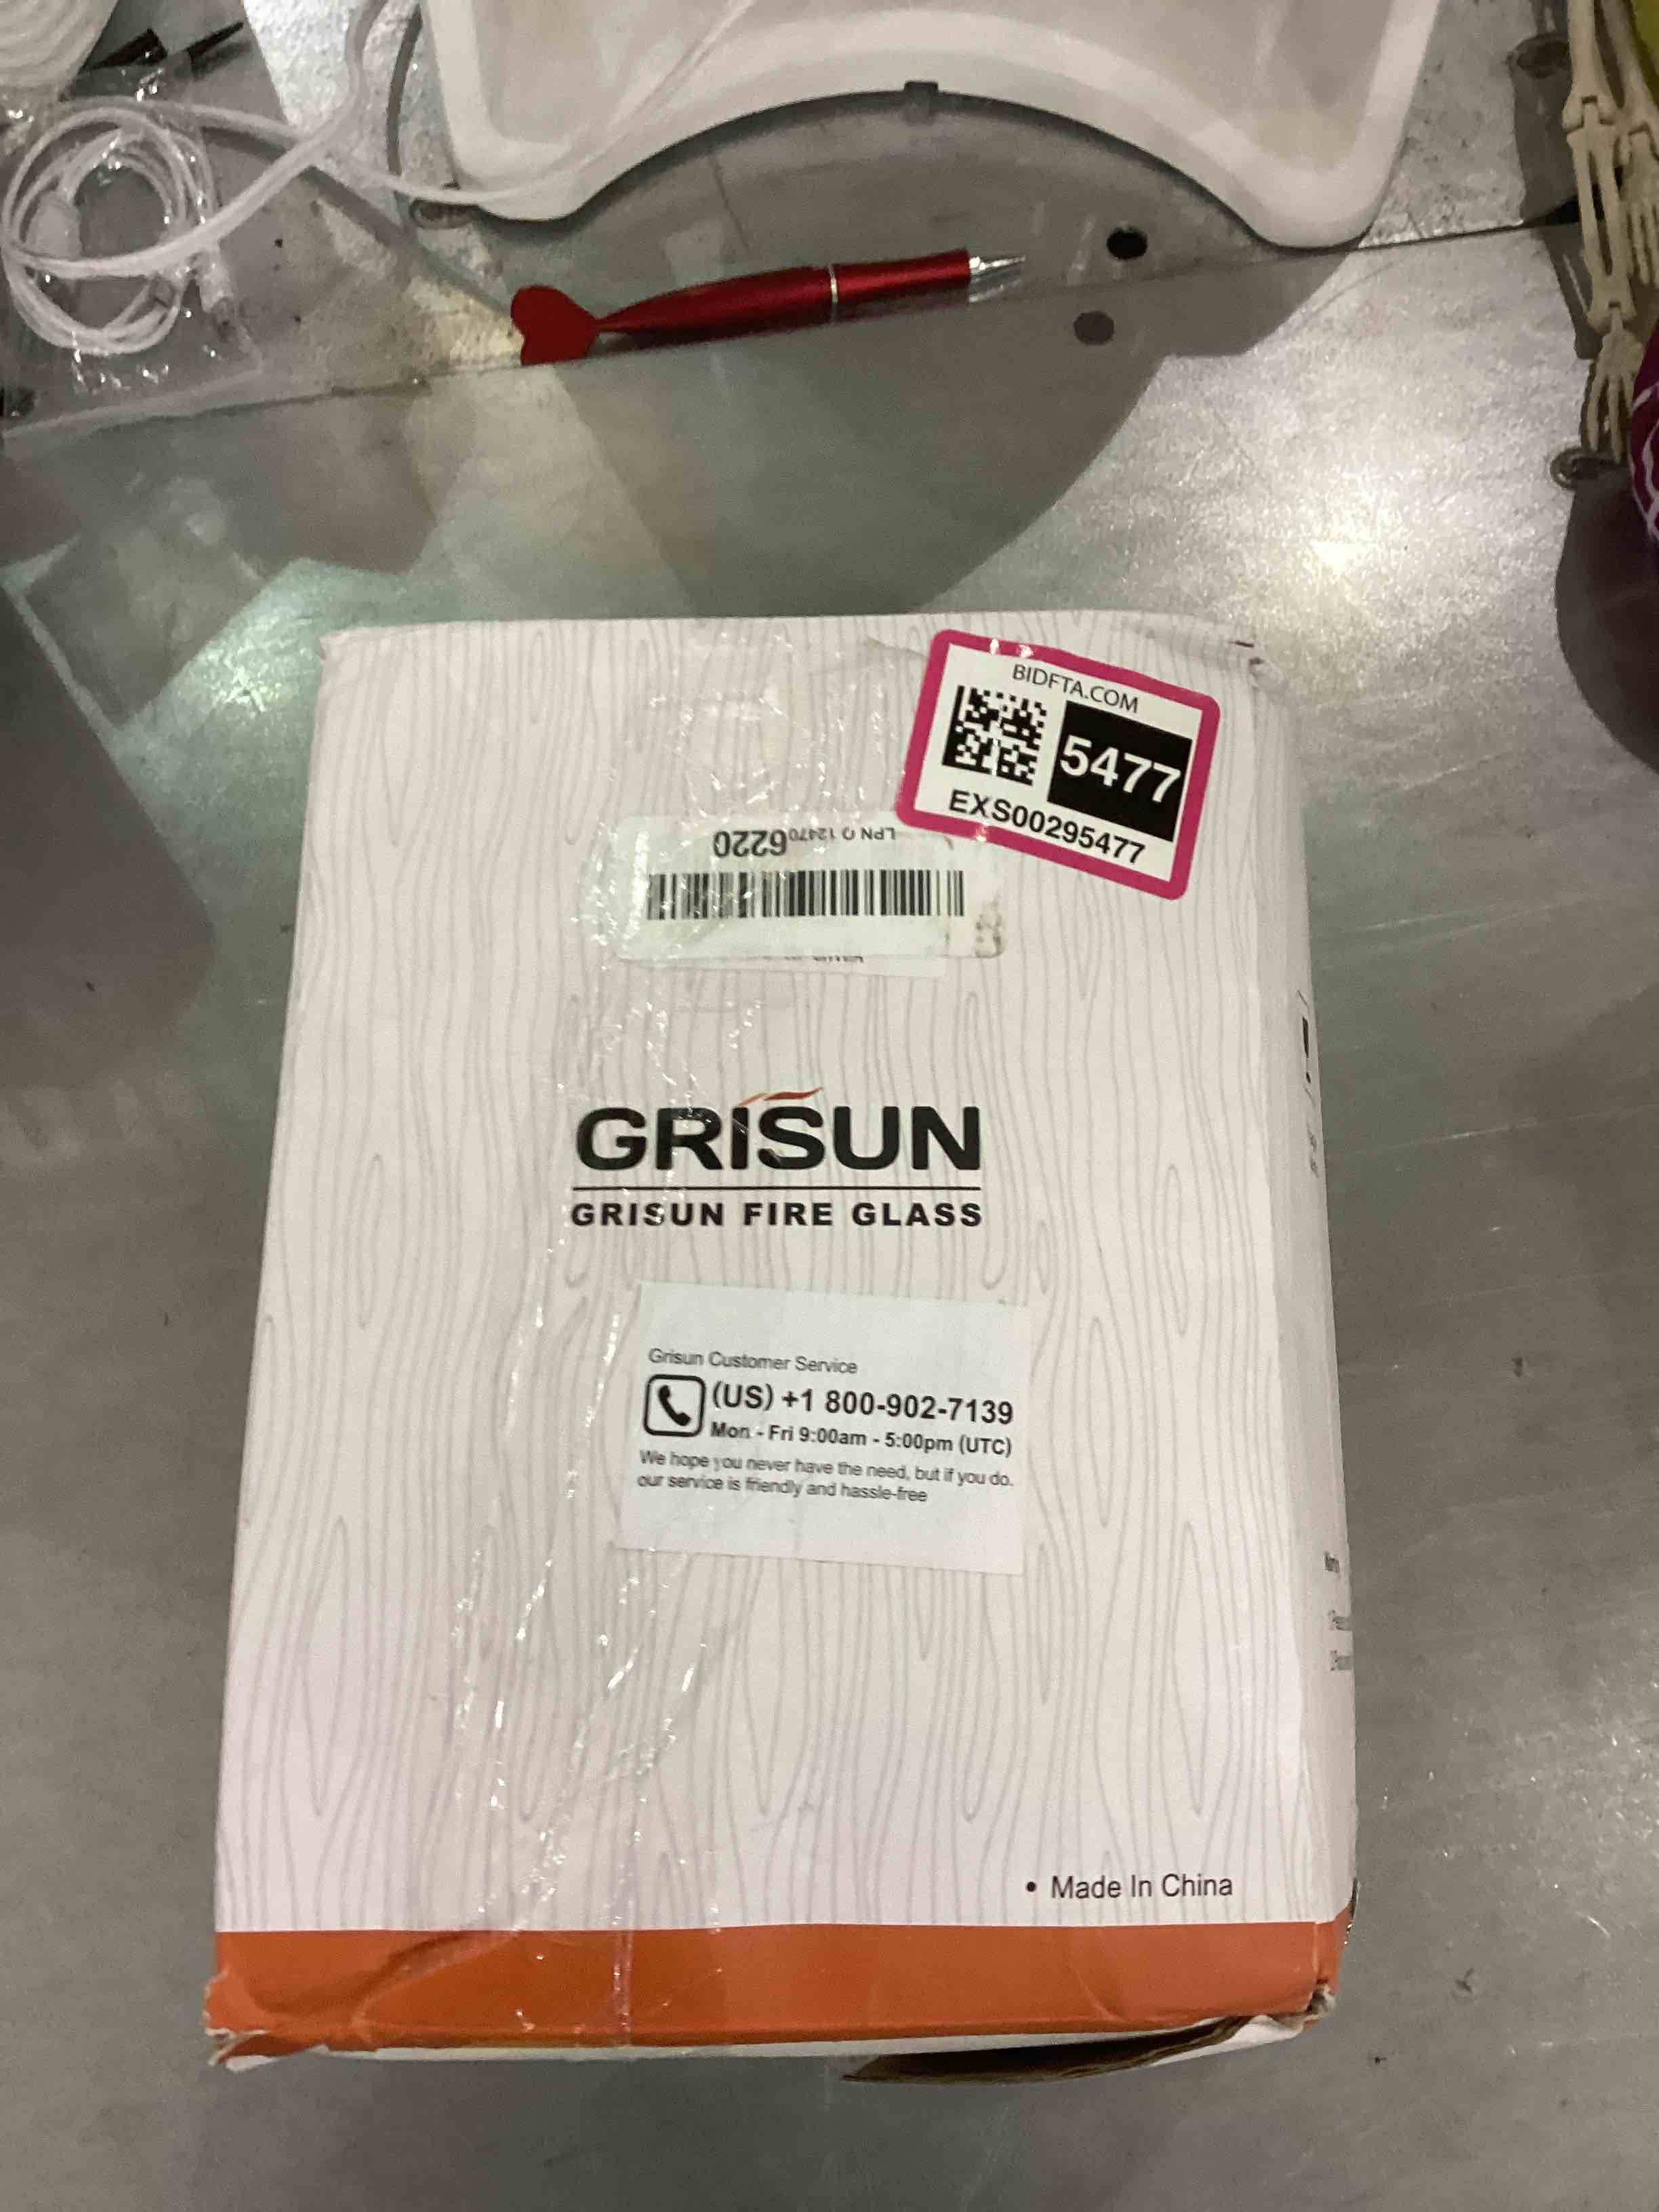 BIDFTA.COM
5477
EXS00295477
LPN Q 124706220
GRISUN
GRISUN FIRE GLASS
Grisun Customer Service
(US) +1 800-902-7139
Mon - Fri 9:00am - 5:00pm (UTC)
We hope you never have the need, but if you do.
our service is friendly and hassle-free
• Made In China